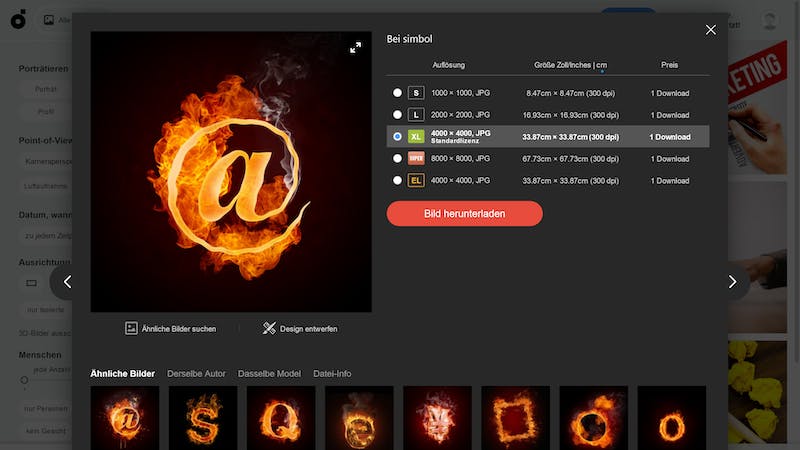 Alle
Bei simbol
Auflösung Größe Zoll/Inches | cm Preis
S 1000 × 1000, JPG 8.47cm × 8.47cm (300 dpi) 1 Download
L 2000 × 2000, JPG 16.93cm × 16.93cm (300 dpi) 1 Download
XL 4000 × 4000, JPG 33.87cm × 33.87cm (300 dpi) 1 Download
Standardlizenz
SUPER 8000 × 8000, JPG 67.73cm × 67.73cm (300 dpi) 1 Download
EL 4000 × 4000, JPG 33.87cm × 33.87cm (300 dpi) 1 Download
Bild herunterladen
@
Ähnliche Bilder suchen
Design entwerfen
Ähnliche Bilder Derselbe Autor Dasselbe Model Datei-Info
@ S Q e
Porträtieren
Porträt
Profil
Point-of-View
Kameraperspe
Luftaufnahme
Datum, wann
zu jedem Zeitp
Ausrichtung
nur Isolierte
3D-Bilder aussc
Menschen
jede Anzahl
nur Personen
kein Gesicht
KETING